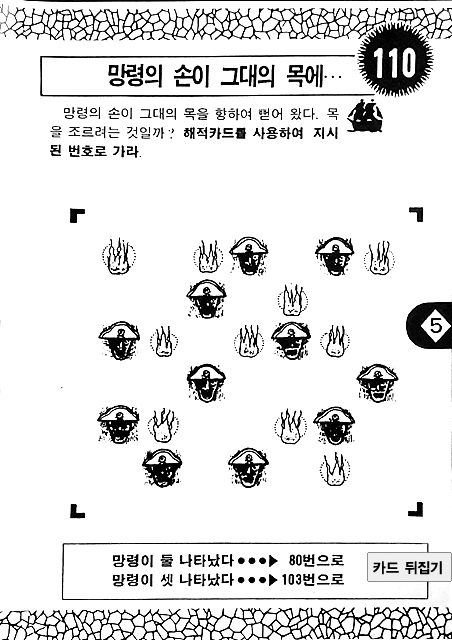 110
망령의 손이 그대의 목에…
망령의 손이 그대의 목을 향하여 뻗어 왔다. 목
을 조르려는 것일까? 해적카드를 사용하여 지시
된 번호로 가라.
5
망령이 둘 나타났다●●●▶ 80번으로
망령이 셋 나타났다●●●▶ 103번으로
카드 뒤집기